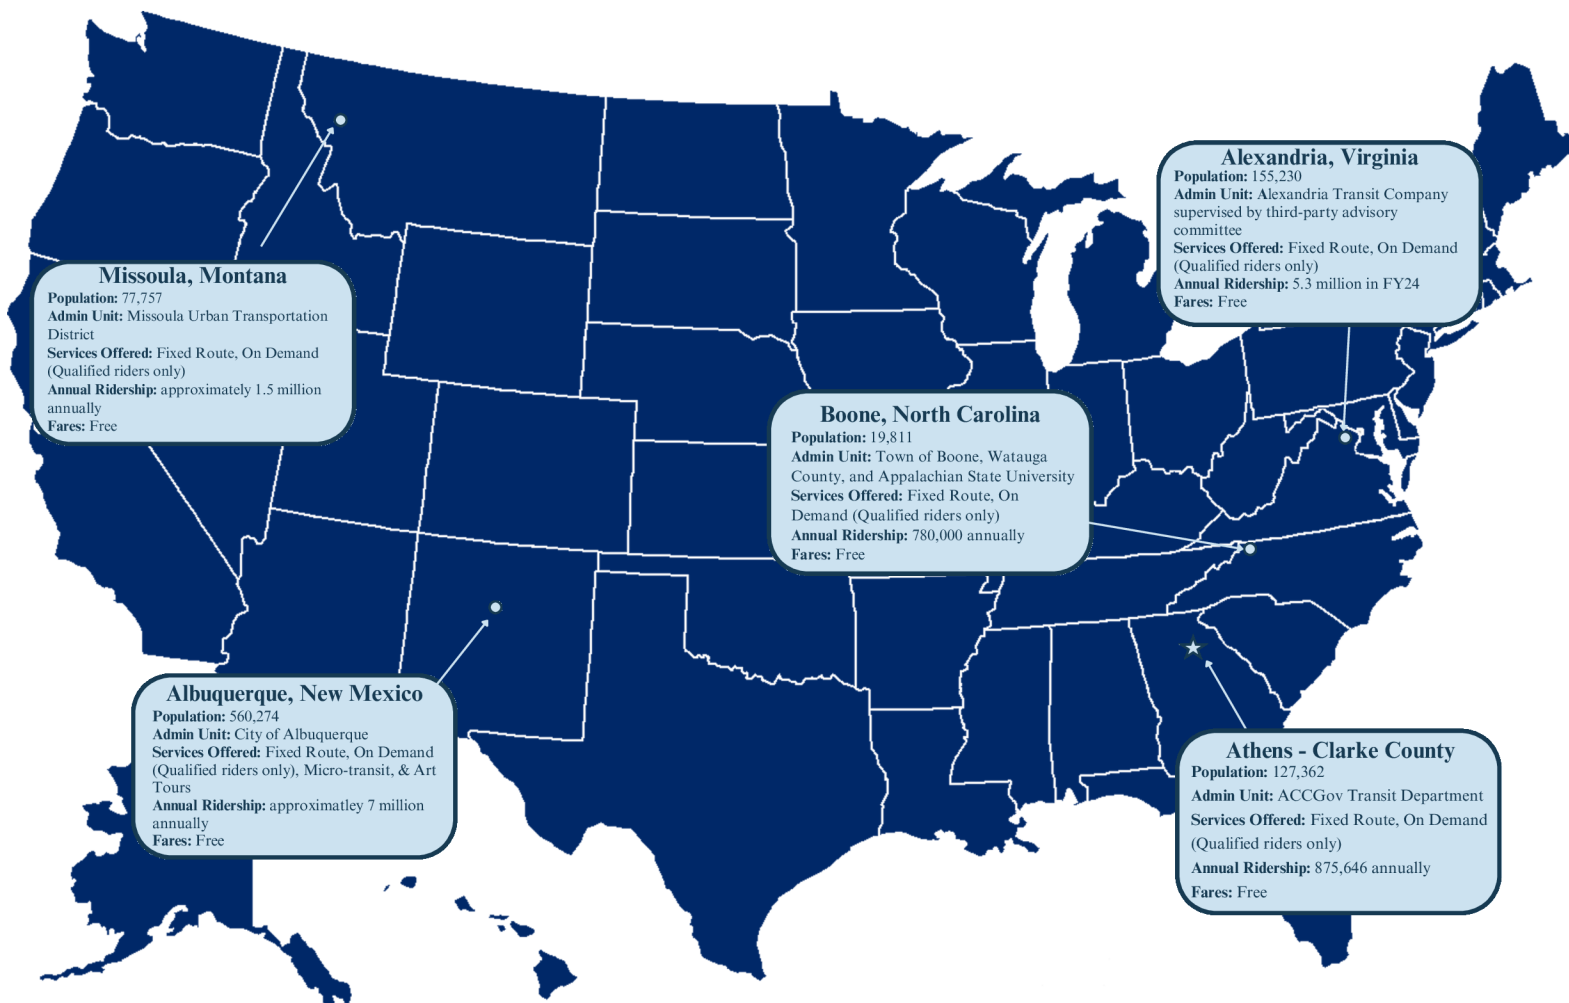 Alexandria, Virginia
Population: 155,230
Admin Unit: Alexandria Transit Company
supervised by third-party advisory
committee
Services Offered: Fixed Route, On Demand
(Qualified riders only)
Annual Ridership: 5.3 million in FY24
Fares: Free
Missoula, Montana
Population: 77,757
Admin Unit: Missoula Urban Transportation
District
Services Offered: Fixed Route, On Demand
(Qualified riders only)
Annual Ridership: approximately 1.5 million
annually
Fares: Free
Boone, North Carolina
Population: 19,811
Admin Unit: Town of Boone, Watauga
County, and Appalachian State University
Services Offered: Fixed Route, On
Demand (Qualified riders only)
Annual Ridership: 780,000 annually
Fares: Free
Albuquerque, New Mexico
Population: 560,274
Admin Unit: City of Albuquerque
Services Offered: Fixed Route, On Demand
(Qualified riders only), Micro-transit, & Art
Tours
Annual Ridership: approximatley 7 million
annually
Fares: Free
Athens - Clarke County
Population: 127,362
Admin Unit: ACCGov Transit Department
Services Offered: Fixed Route, On Demand
(Qualified riders only)
Annual Ridership: 875,646 annually
Fares: Free